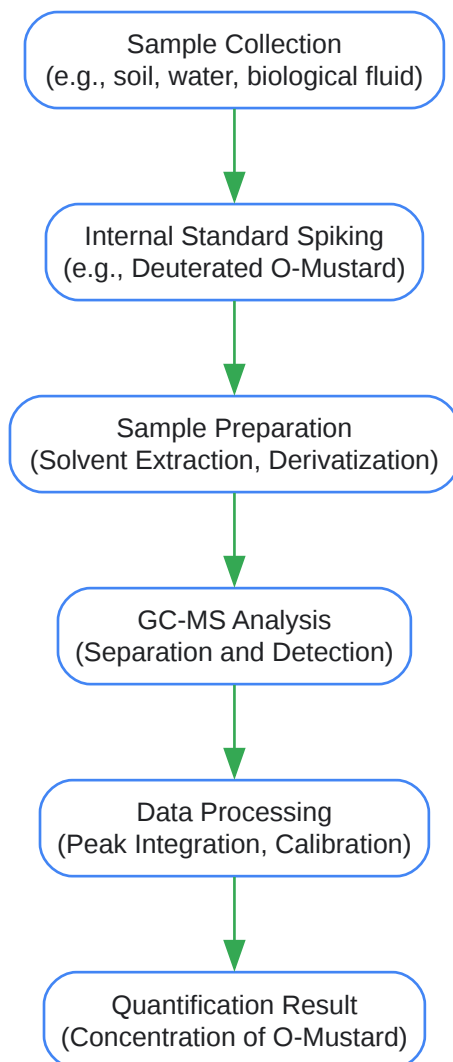 Sample Collection
(e.g., soil, water, biological fluid)
Internal Standard Spiking
(e.g., Deuterated O-Mustard)
Sample Preparation
(Solvent Extraction, Derivatization)
GC-MS Analysis
(Separation and Detection)
Data Processing
(Peak Integration, Calibration)
Quantification Result
(Concentration of O-Mustard)